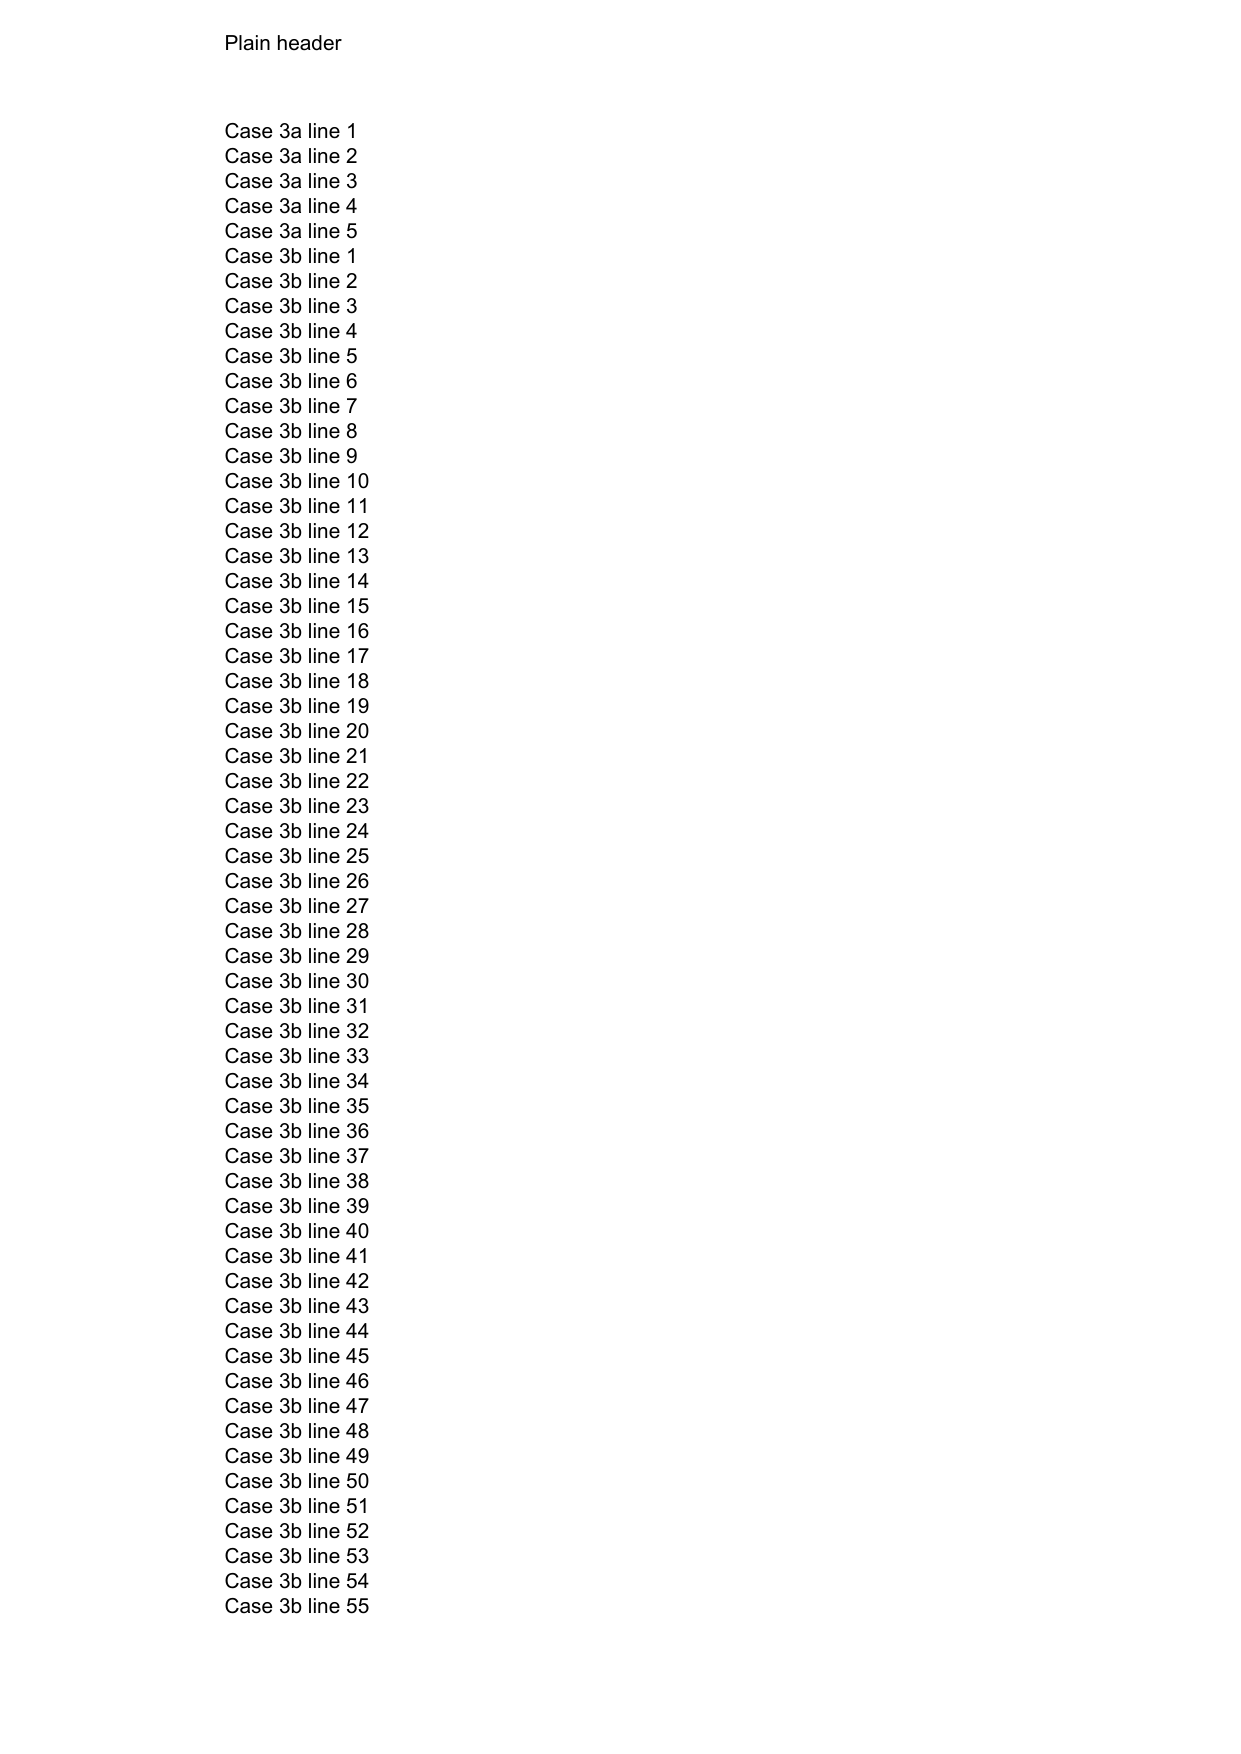 Plain header
Case 3a line 1
Case 3a line 2
Case 3a line 3
Case 3a line 4
Case 3a line 5
Case 3b line 1
Case 3b line 2
Case 3b line 3
Case 3b line 4
Case 3b line 5
Case 3b line 6
Case 3b line 7
Case 3b line 8
Case 3b line 9
Case 3b line 10
Case 3b line 11
Case 3b line 12
Case 3b line 13
Case 3b line 14
Case 3b line 15
Case 3b line 16
Case 3b line 17
Case 3b line 18
Case 3b line 19
Case 3b line 20
Case 3b line 21
Case 3b line 22
Case 3b line 23
Case 3b line 24
Case 3b line 25
Case 3b line 26
Case 3b line 27
Case 3b line 28
Case 3b line 29
Case 3b line 30
Case 3b line 31
Case 3b line 32
Case 3b line 33
Case 3b line 34
Case 3b line 35
Case 3b line 36
Case 3b line 37
Case 3b line 38
Case 3b line 39
Case 3b line 40
Case 3b line 41
Case 3b line 42
Case 3b line 43
Case 3b line 44
Case 3b line 45
Case 3b line 46
Case 3b line 47
Case 3b line 48
Case 3b line 49
Case 3b line 50
Case 3b line 51
Case 3b line 52
Case 3b line 53
Case 3b line 54
Case 3b line 55